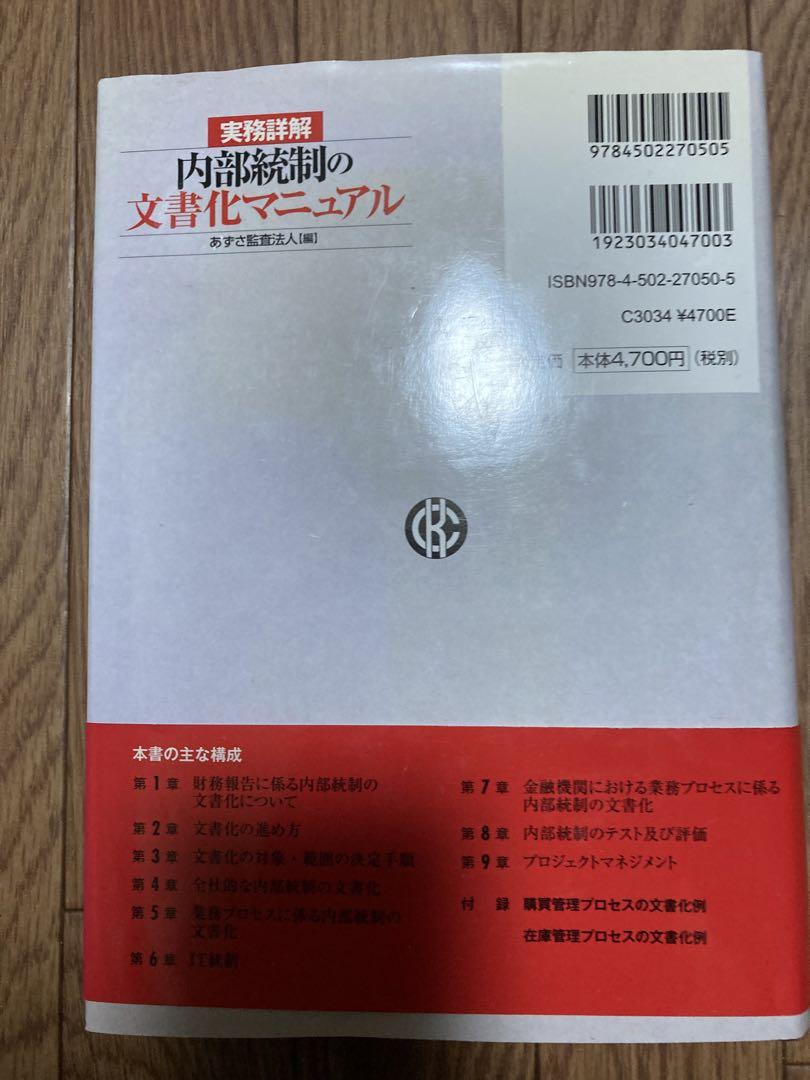 実務詳解
内部統制の
文書化マニュアル
あずさ監査法人【編】
9784502270505
1923034047003
ISBN978-4-502-27050-5
C3034 ¥4700E
定価 本体4,700円(税別)
CK
本書の主な構成
第1章 財務報告に係る内部統制の
文書化について
第2章 文書化の進め方
第3章 文書化の対象・範囲の決定手順
第4章 全社的な内部統制の文書化
第5章 業務プロセスに係る内部統制の
文書化
第6章 IT統制
第7章 金融機関における業務プロセスに係る
内部統制の文書化
第8章 内部統制のテスト及び評価
第9章 プロジェクトマネジメント
付録 購買管理プロセスの文書化例
在庫管理プロセスの文書化例